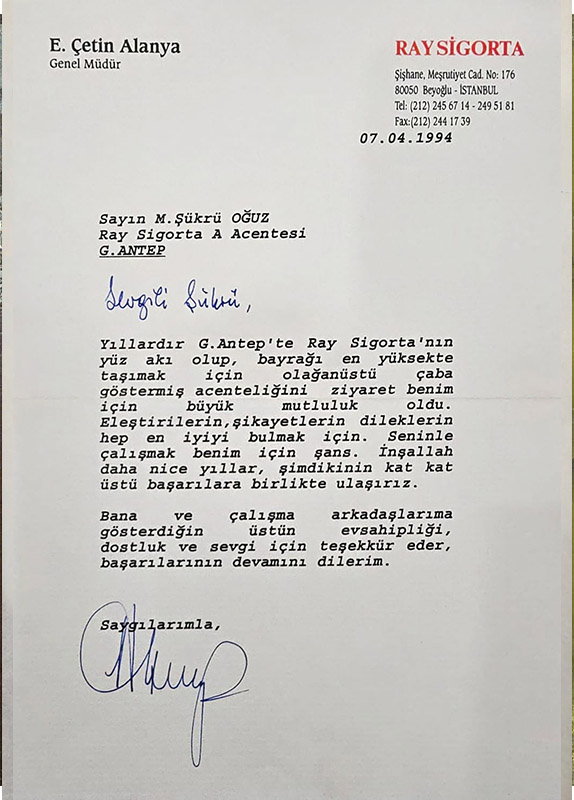 E. Çetin Alanya
Genel Müdür
RAY SİGORTA
Şişhane, Meşrutiyet Cad. No: 176
80050 Beyoğlu - İSTANBUL
Tel: (212) 245 67 14 - 249 51 81
Fax:(212) 244 17 39
07.04.1994
Sayın M.Şükrü OĞUZ
Ray Sigorta A Acentesi
G.ANTEP
Sevgili Şükrü,
Yıllardır G.Antep'te Ray Sigorta'nın
yüz akı olup, bayrağı en yüksekte
taşımak için olağanüstü çaba
göstermiş acenteliğini ziyaret benim
için büyük mutluluk oldu.
Eleştirilerin,şikayetlerin dileklerin
hep en iyiyi bulmak için. Seninle
çalışmak benim için şans. İnşallah
daha nice yıllar, şimdikinin kat kat
üstü başarılara birlikte ulaşırız.
Bana ve çalışma arkadaşlarıma
gösterdiğin üstün evsahipliği,
dostluk ve sevgi için teşekkür eder,
başarılarının devamını dilerim.
Saygılarımla,